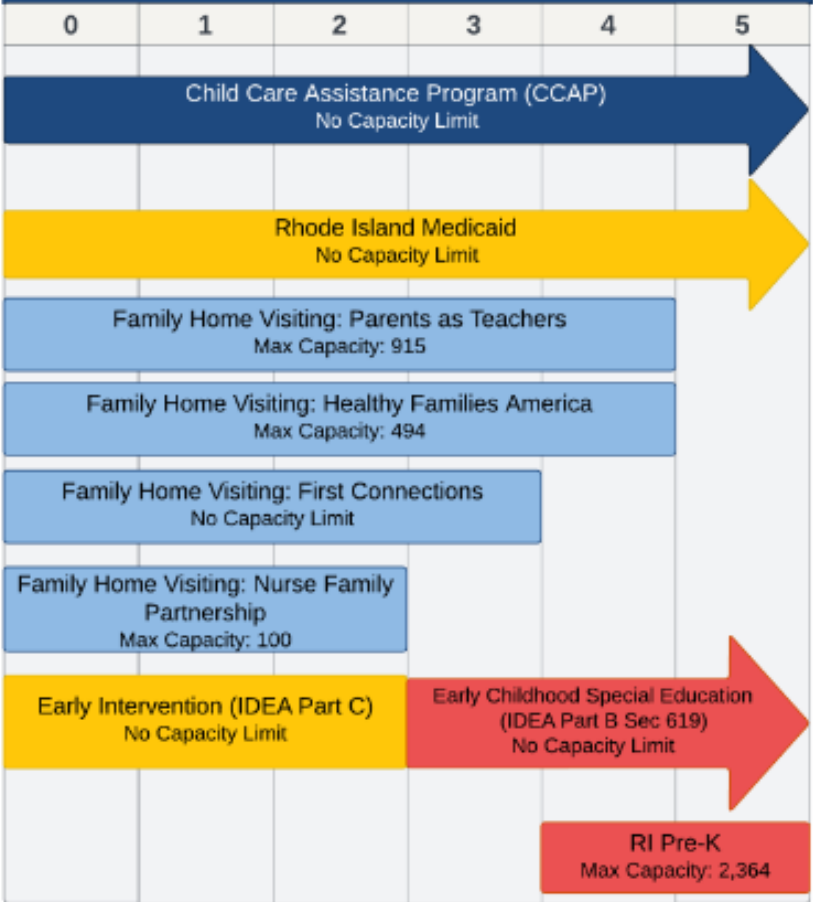 0 1 2 3 4 5
Child Care Assistance Program (CCAP)
No Capacity Limit
Rhode Island Medicaid
No Capacity Limit
Family Home Visiting: Parents as Teachers
Max Capacity: 915
Family Home Visiting: Healthy Families America
Max Capacity: 494
Family Home Visiting: First Connections
No Capacity Limit
Family Home Visiting: Nurse Family
Partnership
Max Capacity: 100
Early Intervention (IDEA Part C)
No Capacity Limit
Early Childhood Special Education
(IDEA Part B Sec 619)
No Capacity Limit
RI Pre-K
Max Capacity: 2,364